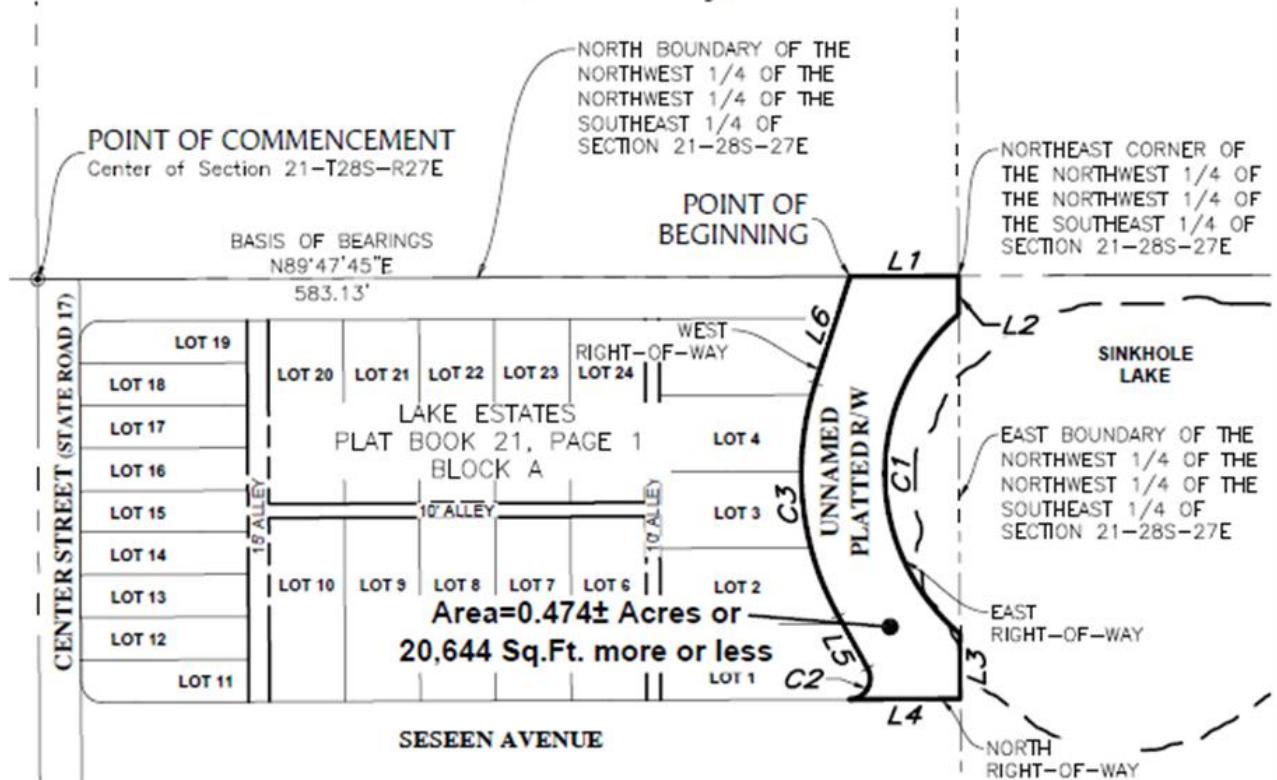 NORTH BOUNDARY OF THE
NORTHWEST 1/4 OF THE
NORTHWEST 1/4 OF THE
SOUTHEAST 1/4 OF
SECTION 21-28S-27E
POINT OF COMMENCEMENT
Center of Section 21-T28S-R27E
NORTHEAST CORNER OF
THE NORTHWEST 1/4 OF
THE NORTHWEST 1/4 OF
THE SOUTHEAST 1/4 OF
SECTION 21-28S-27E
POINT OF
BEGINNING
BASIS OF BEARINGS
N89°47'45"E
583.13'
L1
L2
L6
WEST
RIGHT-OF-WAY
SINKHOLE
LAKE
CENTER STREET (STATE ROAD 17)
LOT 19
LOT 18
LOT 17
LOT 16
LOT 15
LOT 14
LOT 13
LOT 12
LOT 11
15' ALLEY
LOT 20
LOT 21
LOT 22
LOT 23
LOT 24
LAKE ESTATES
PLAT BOOK 21, PAGE 1
BLOCK A
10' ALLEY
10' ALLEY
LOT 10
LOT 9
LOT 8
LOT 7
LOT 6
LOT 4
LOT 3
LOT 2
LOT 1
C3
UNNAMED
PLATTED R/W
C1
EAST BOUNDARY OF THE
NORTHWEST 1/4 OF THE
NORTHWEST 1/4 OF THE
SOUTHEAST 1/4 OF
SECTION 21-28S-27E
Area=0.474± Acres or
20,644 Sq.Ft. more or less
EAST
RIGHT-OF-WAY
L5
C2
L3
L4
SESEEN AVENUE
NORTH
RIGHT-OF-WAY